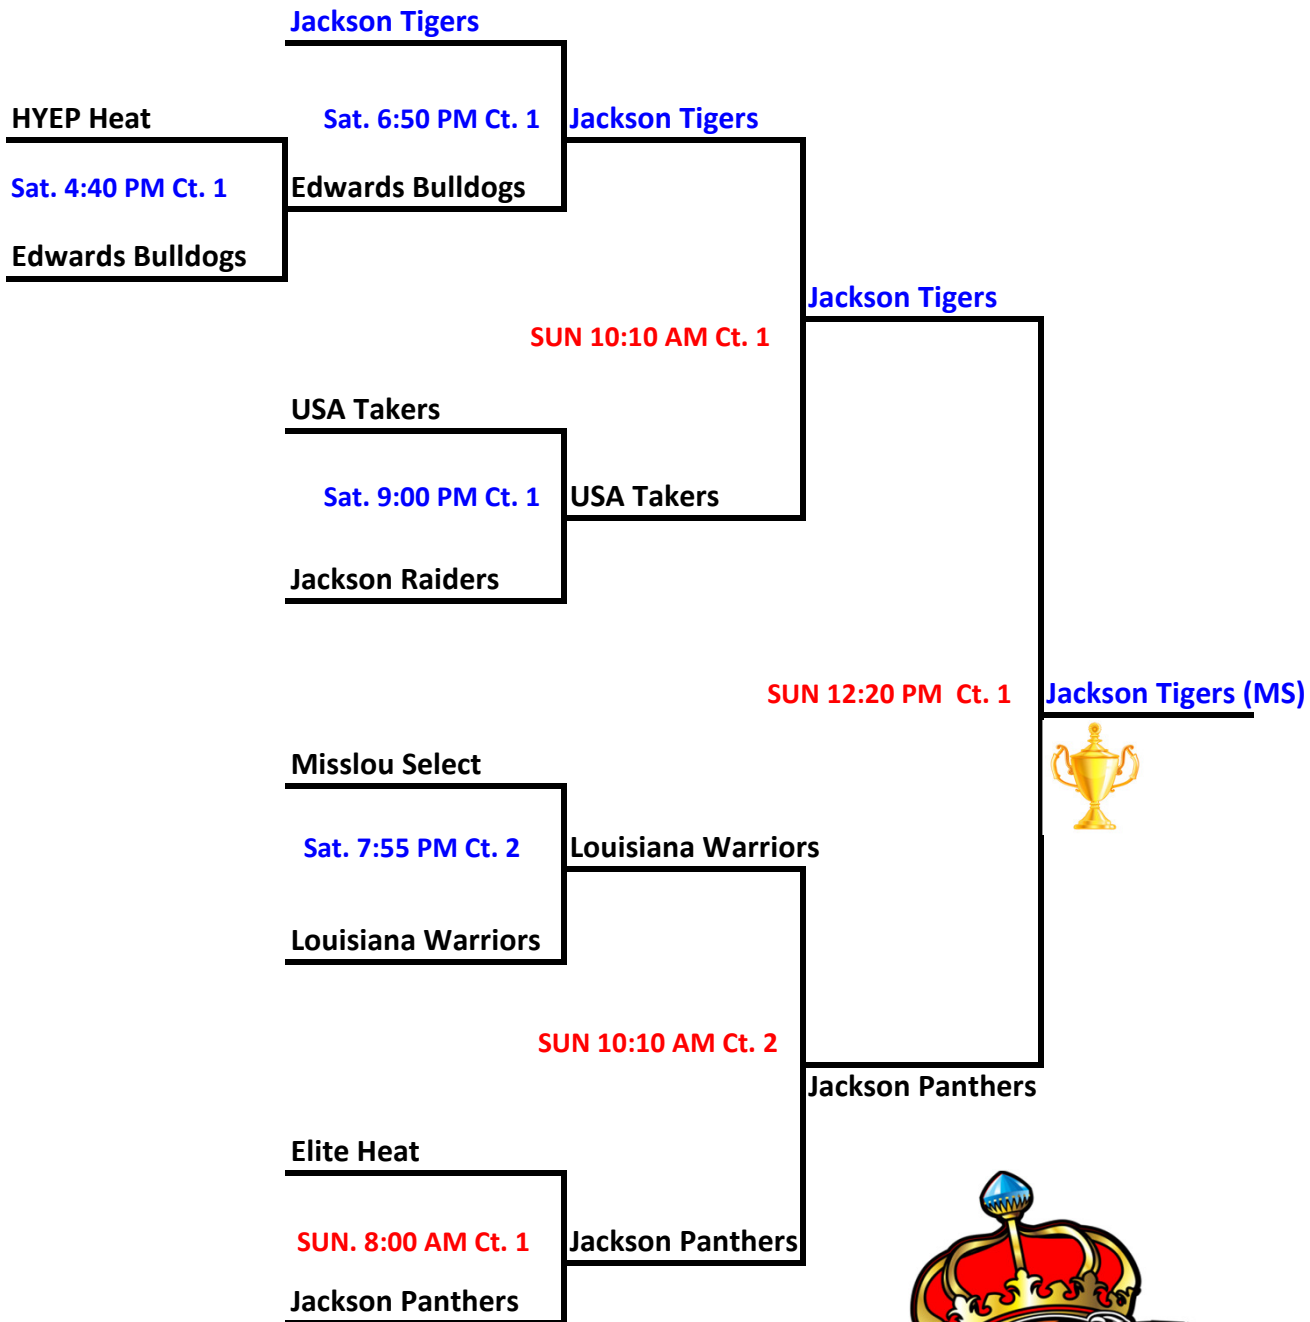 Jackson Tigers
HYEP Heat
Sat. 6:50 PM Ct. 1
Jackson Tigers
Sat. 4:40 PM Ct. 1
Edwards Bulldogs
Edwards Bulldogs
Jackson Tigers
SUN 10:10 AM Ct. 1
USA Takers
Sat. 9:00 PM Ct. 1
USA Takers
Jackson Raiders
SUN 12:20 PM  Ct. 1
Jackson Tigers (MS)
Misslou Select
Sat. 7:55 PM Ct. 2
Louisiana Warriors
Louisiana Warriors
SUN 10:10 AM Ct. 2
Jackson Panthers
Elite Heat
SUN. 8:00 AM Ct. 1
Jackson Panthers
Jackson Panthers